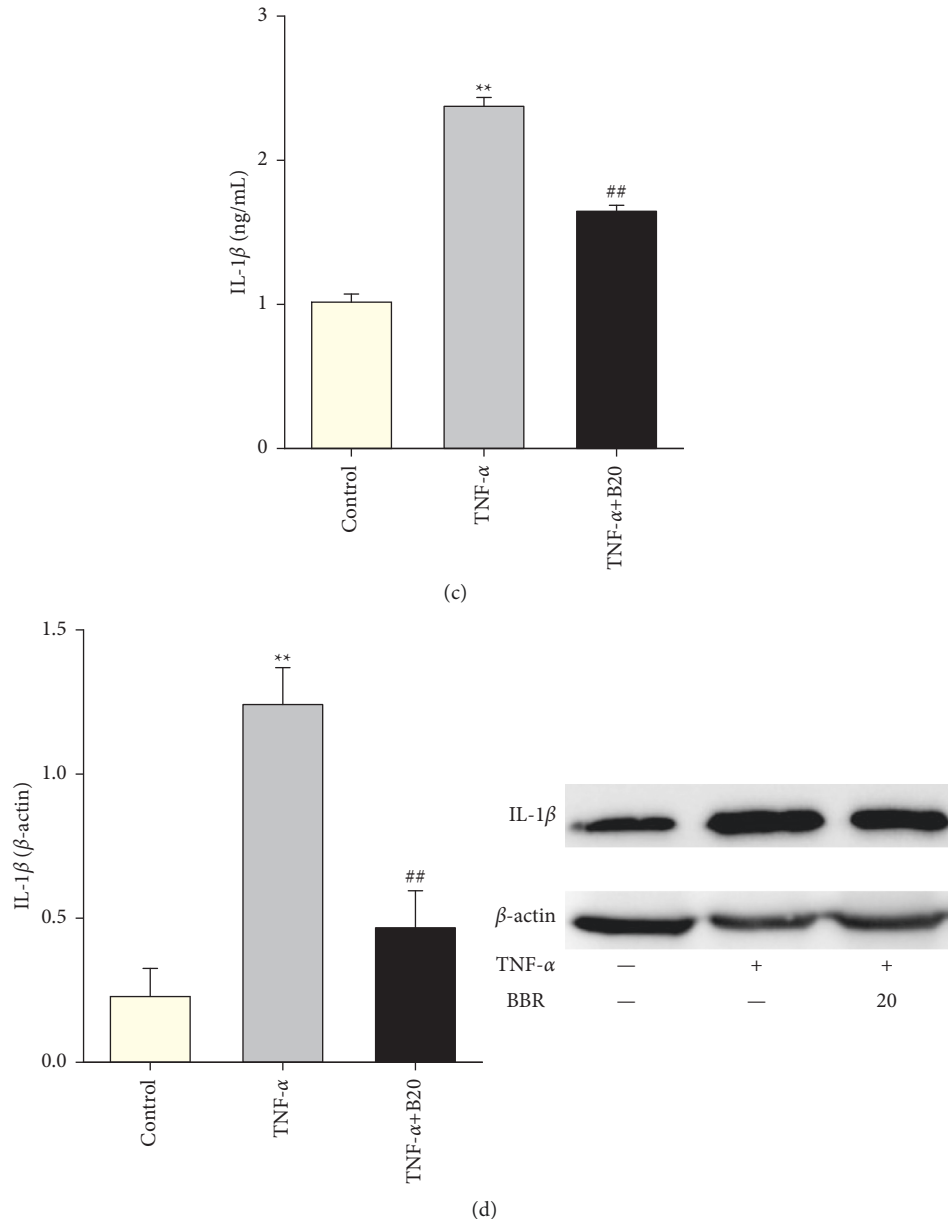 3
2
1
0
IL-1β (ng/mL)
**
##
Control
TNF-α
TNF-α+B20
(c)
1.5
1.0
0.5
0.0
IL-1β (β-actin)
**
##
Control
TNF-α
TNF-α+B20
IL-1β
β-actin
TNF-α — + +
BBR — — 20
(d)